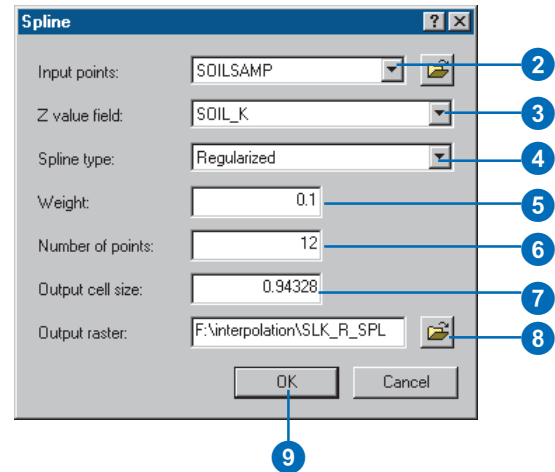 Spline ? ×
Input points: SOILSAMP 2
Z value field: SOIL_K 3
Spline type: Regularized 4
Weight: 0.1 5
Number of points: 12 6
Output cell size: 0.94328 7
Output raster: F:\interpolation\SLK_R_SPL 8
OK Cancel
9